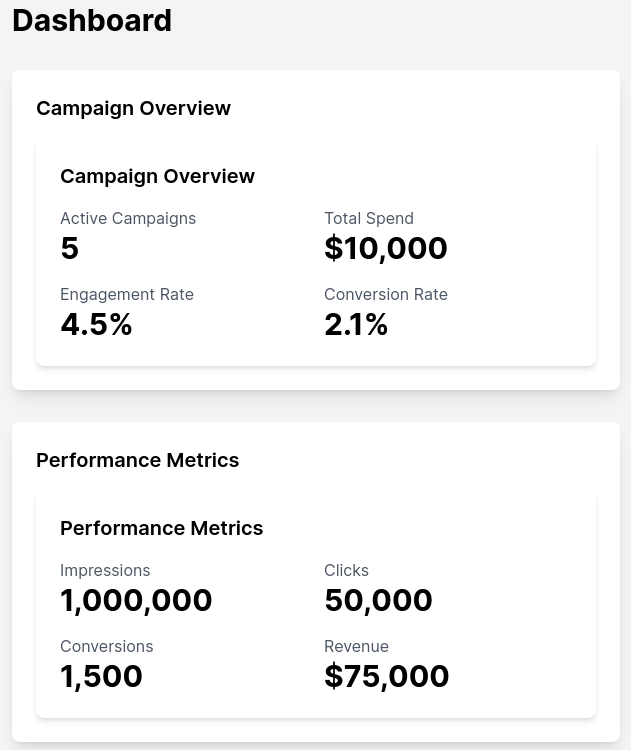 Dashboard
Campaign Overview
Campaign Overview
Active Campaigns Total Spend
5 $10,000
Engagement Rate Conversion Rate
4.5% 2.1%
Performance Metrics
Performance Metrics
Impressions Clicks
1,000,000 50,000
Conversions Revenue
1,500 $75,000